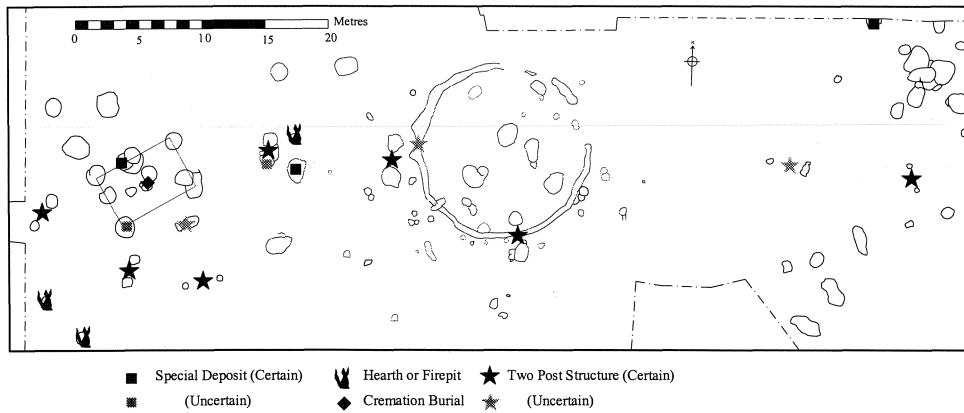 Metres
0 5 10 15 20
Special Deposit (Certain) Hearth or Firepit Two Post Structure (Certain)
(Uncertain) Cremation Burial (Uncertain)